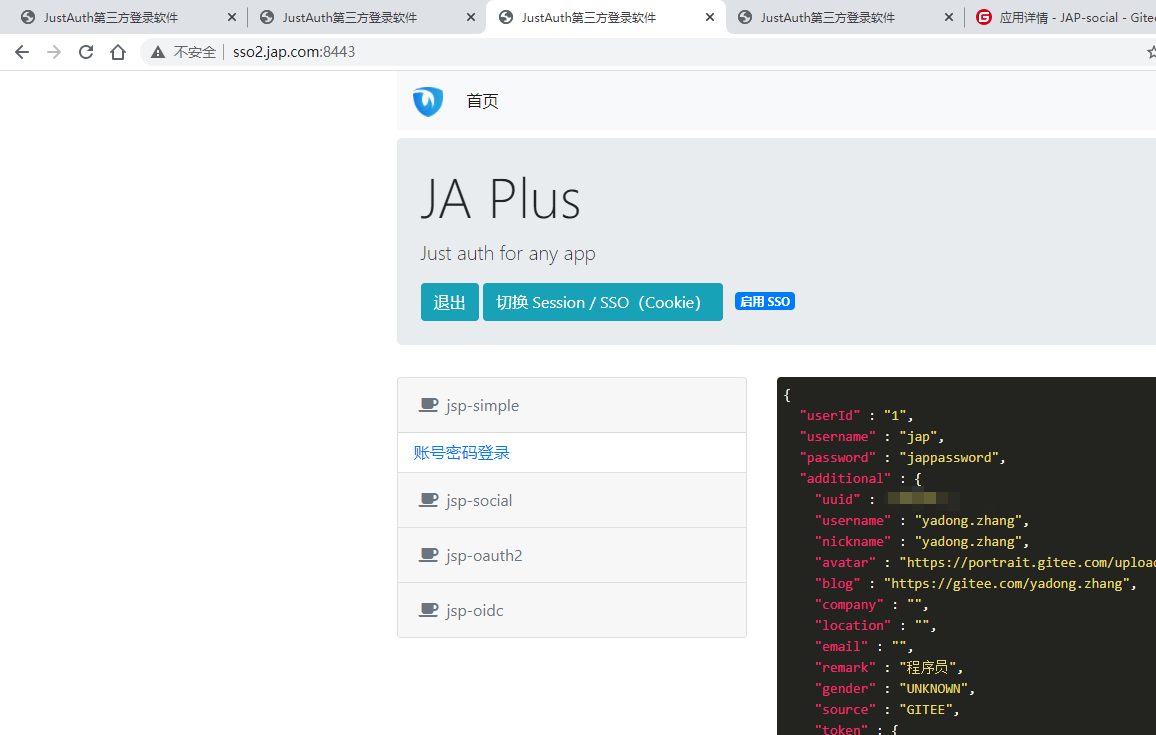 JustAuth第三方登录软件
JustAuth第三方登录软件
JustAuth第三方登录软件
JustAuth第三方登录软件
应用详情 - JAP-social - Gitee
不安全 sso2.jap.com:8443
首页
JA Plus
Just auth for any app
退出
切换 Session / SSO（Cookie）
启用 SSO
jsp-simple
账号密码登录
jsp-social
jsp-oauth2
jsp-oidc
{
"userId" : "1",
"username" : "jap",
"password" : "jappassword",
"additional" : {
"uuid" :
"username" : "yadong.zhang",
"nickname" : "yadong.zhang",
"avatar" : "https://portrait.gitee.com/uploa
"blog" : "https://gitee.com/yadong.zhang",
"company" : "",
"location" : "",
"email" : "",
"remark" : "程序员",
"gender" : "UNKNOWN",
"source" : "GITEE",
"token" : {